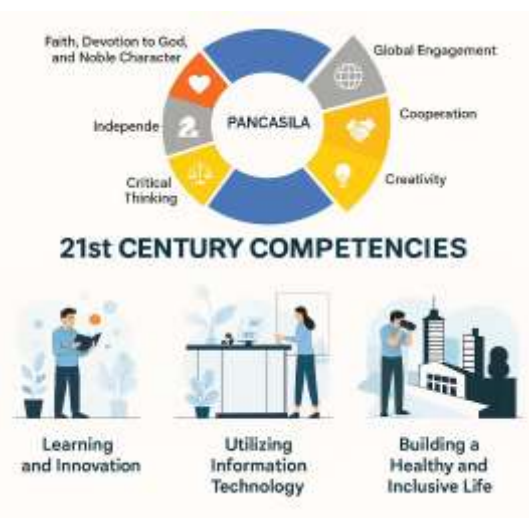 Faith, Devotion to God,
and Noble Character
Global Engagement
Independe
PANCASILA
Cooperation
Critical
Thinking
Creativity
21st CENTURY COMPETENCIES
Learning
and Innovation
Utilizing
Information
Technology
Building a
Healthy and
Inclusive Life